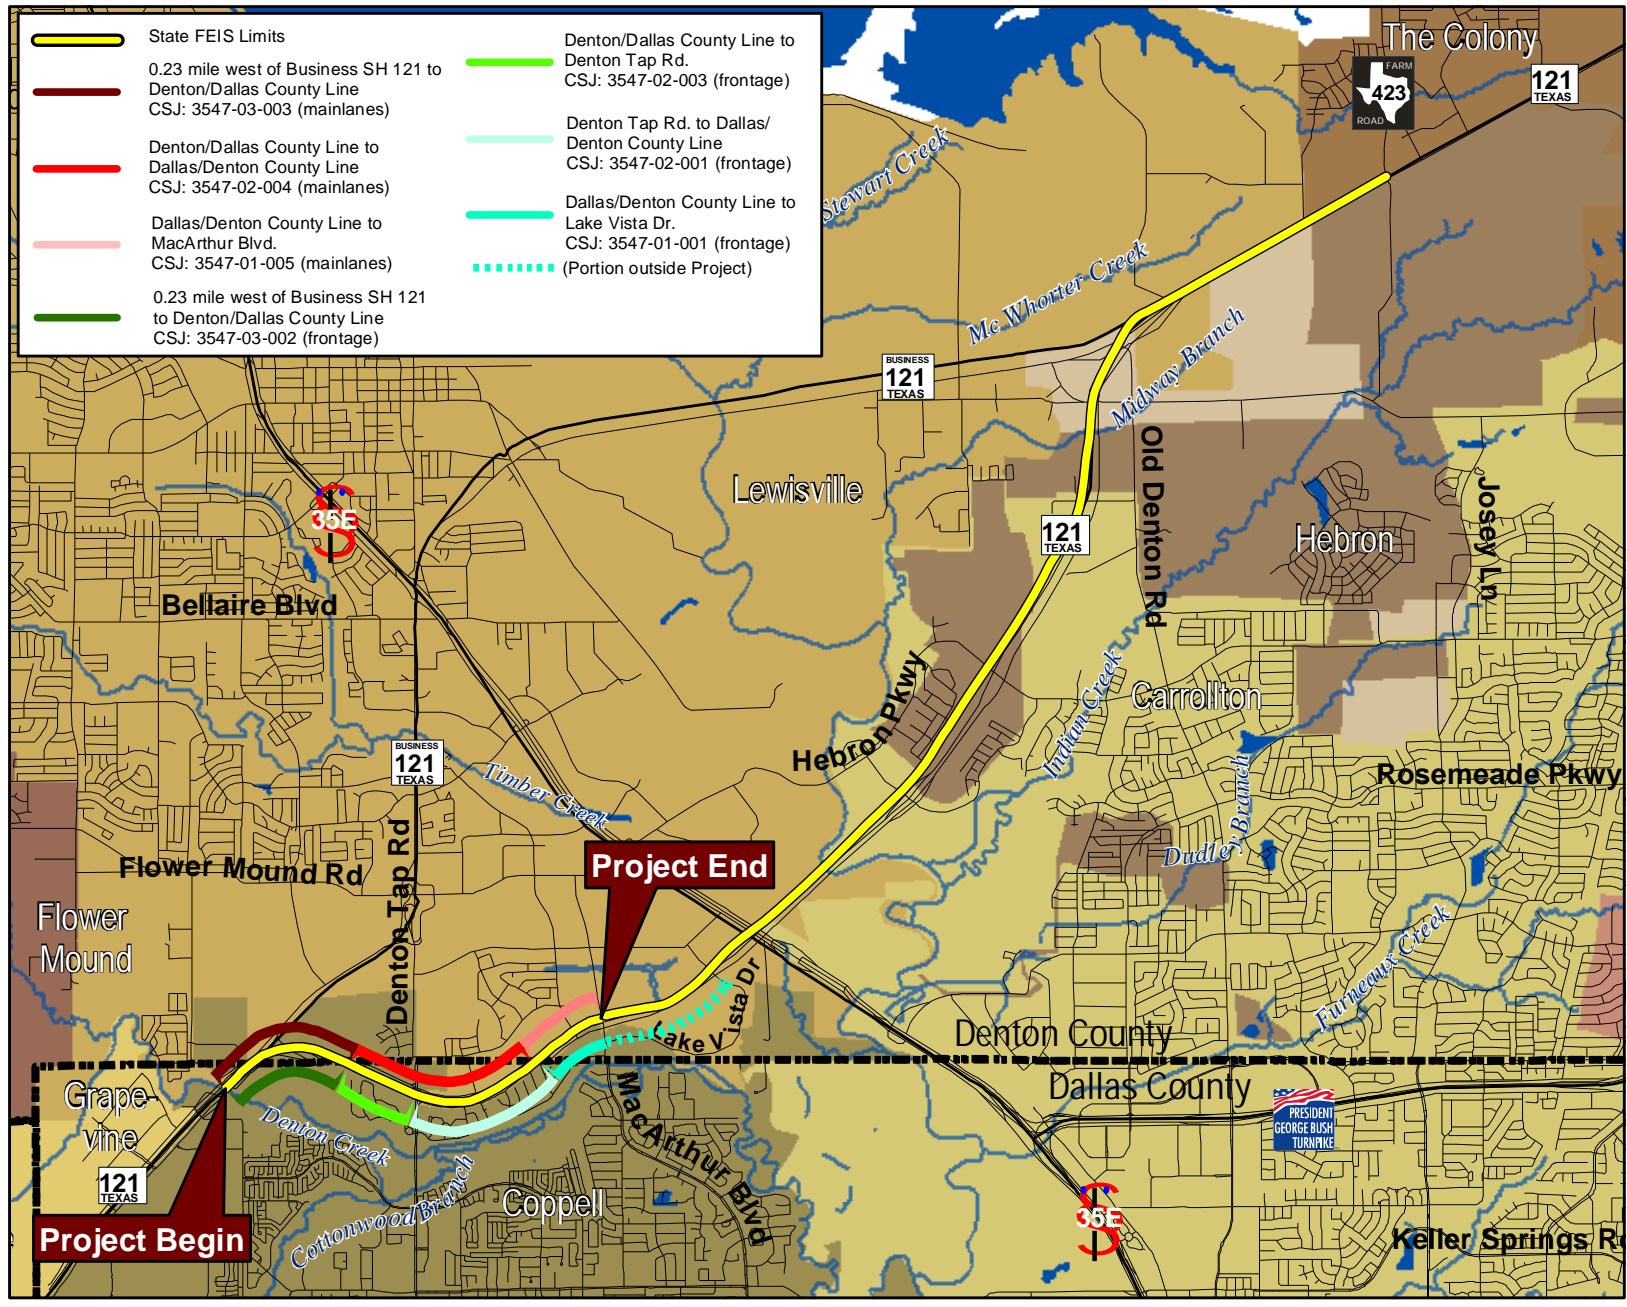 State FEIS Limits
0.23 mile west of Business SH 121 to
Denton/Dallas County Line
CSJ: 3547-03-003 (mainlanes)
Denton/Dallas County Line to
Dallas/Denton County Line
CSJ: 3547-02-004 (mainlanes)
Dallas/Denton County Line to
MacArthur Blvd.
CSJ: 3547-01-005 (mainlanes)
0.23 mile west of Business SH 121
to Denton/Dallas County Line
CSJ: 3547-03-002 (frontage)
Denton/Dallas County Line to
Denton Tap Rd.
CSJ: 3547-02-003 (frontage)
Denton Tap Rd. to Dallas/
Denton County Line
CSJ: 3547-02-001 (frontage)
Dallas/Denton County Line to
Lake Vista Dr.
CSJ: 3547-01-001 (frontage)
(Portion outside Project)
The Colony
FARM
423
ROAD
121
TEXAS
Stewart Creek
Mc Whorter Creek
Midway Branch
BUSINESS
121
TEXAS
Lewisville
Old Denton Rd
Josey Ln
Hebron
121
TEXAS
35E
Bellaire Blvd
Hebron Pkwy
Indian Creek
Carrollton
BUSINESS
121
TEXAS
Timber Creek
Rosemeade Pkwy
Dudley Branch
Project End
Flower Mound Rd
Denton Tap Rd
Flower
Mound
Furneaux Creek
Lake Vista Dr
Denton County
Dallas County
Grape-
vine
Denton Creek
MacArthur Blvd
PRESIDENT
GEORGE BUSH
TURNPIKE
121
TEXAS
Cottonwood Branch
Coppell
35E
Project Begin
Keller Springs R